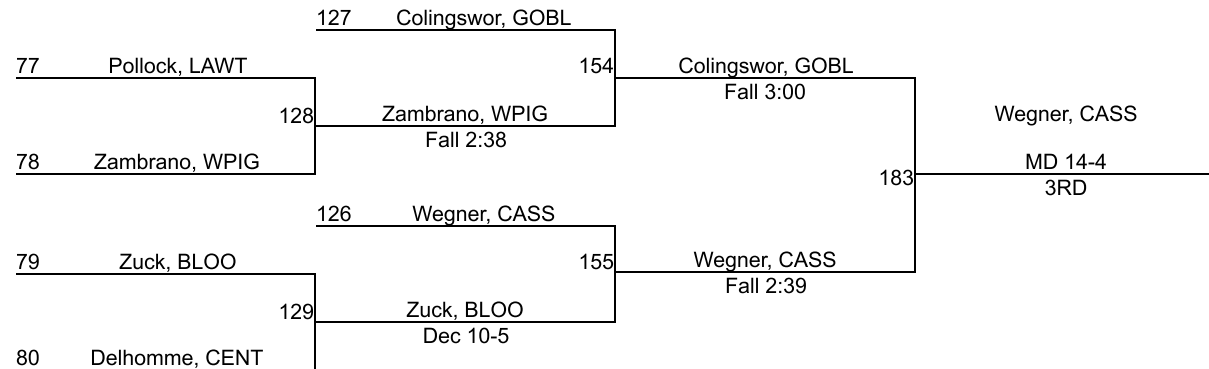 127 Colingswor, GOBL
77 Pollock, LAWT
154 Colingswor, GOBL
Fall 3:00
128 Zambrano, WPIG
Fall 2:38
Wegner, CASS
78 Zambrano, WPIG
MD 14-4
183
3RD
126 Wegner, CASS
79 Zuck, BLOO
155 Wegner, CASS
Fall 2:39
129 Zuck, BLOO
Dec 10-5
80 Delhomme, CENT